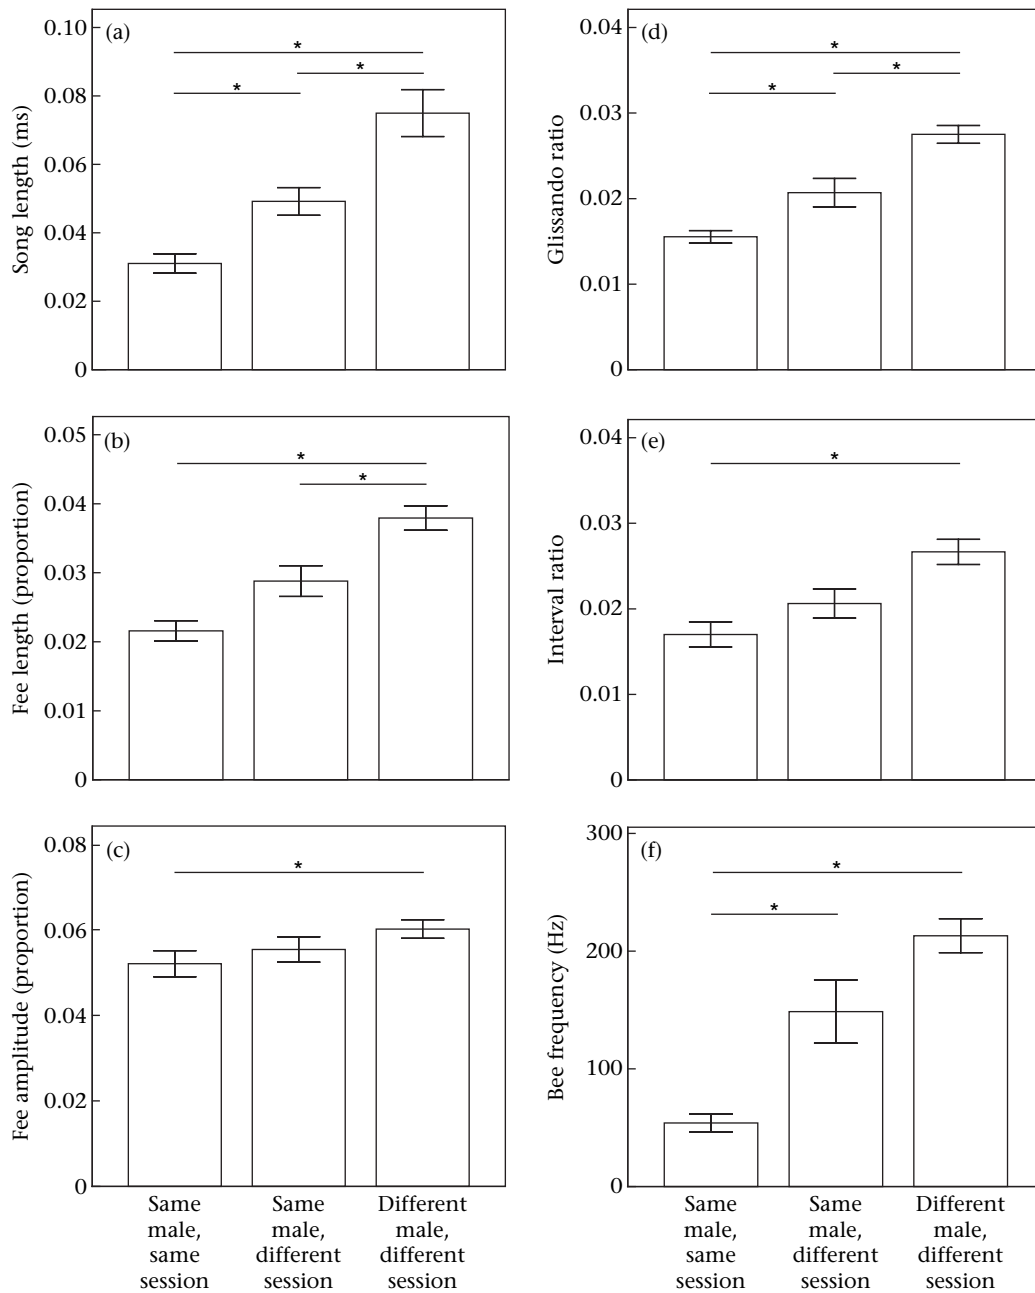 (a)
Song length (ms)
0.10
0.08
0.06
0.04
0.02
0
*
*
*
(d)
Glissando ratio
0.04
0.03
0.02
0.01
0
*
*
*
(b)
Fee length (proportion)
0.05
0.04
0.03
0.02
0.01
0
*
*
(e)
Interval ratio
0.04
0.03
0.02
0.01
0
*
(c)
Fee amplitude (proportion)
0.08
0.06
0.04
0.02
0
*
Same
male,
same
session
Same
male,
different
session
Different
male,
different
session
(f)
Bee frequency (Hz)
300
200
100
0
*
*
Same
male,
same
session
Same
male,
different
session
Different
male,
different
session